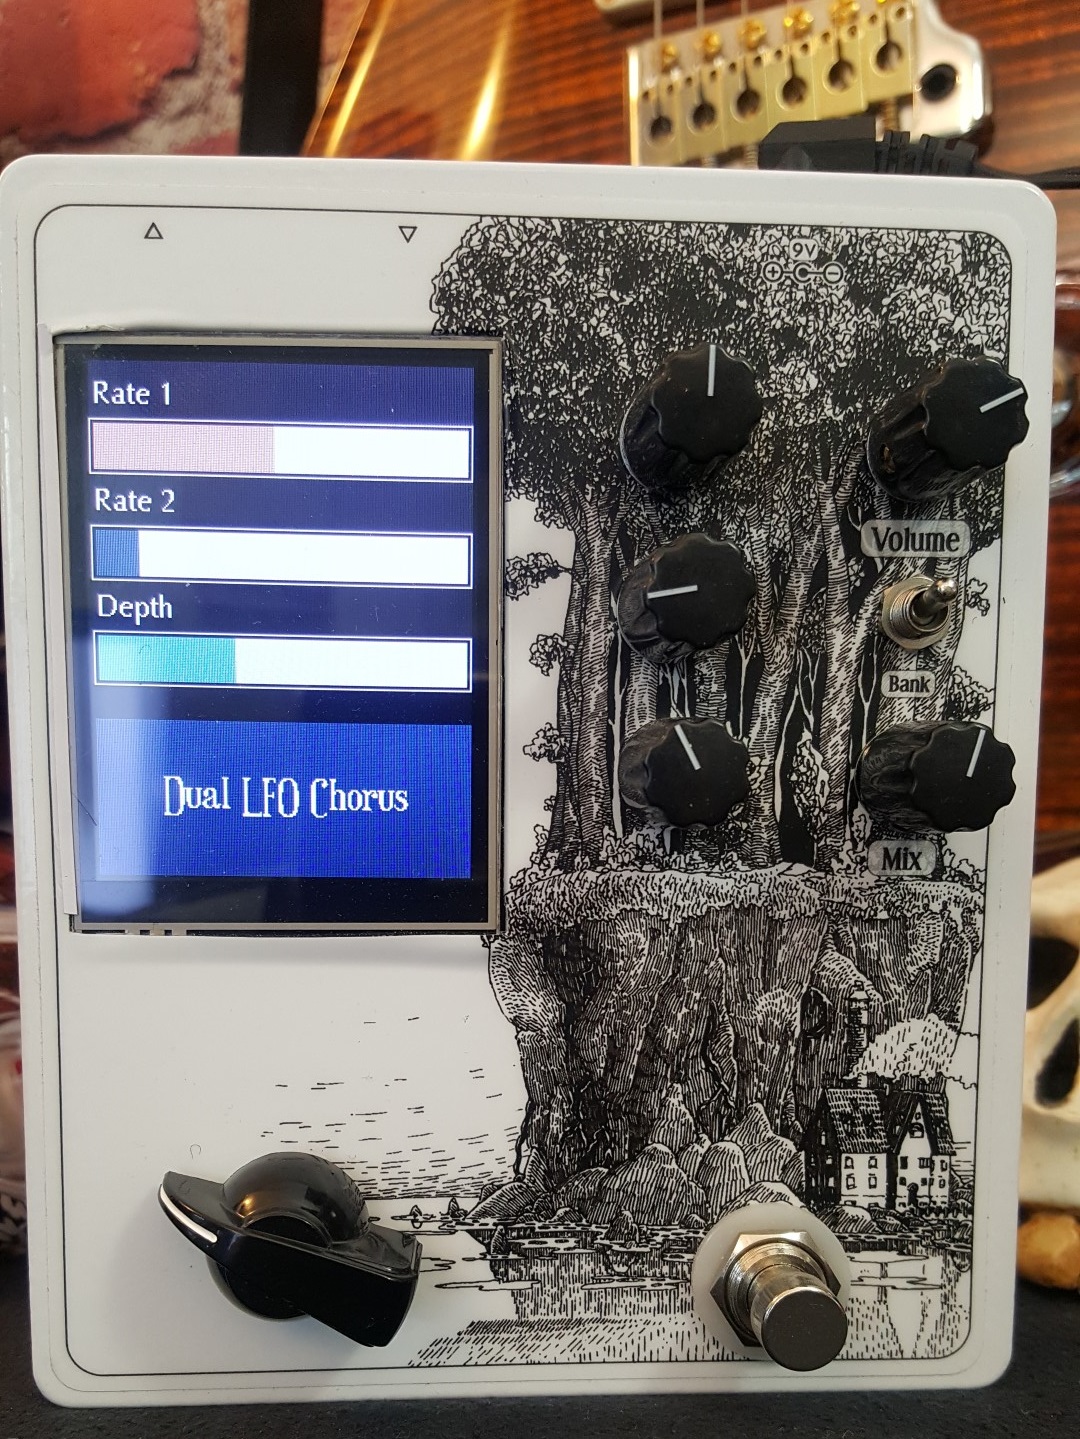 9V
Rate 1
Rate 2
Depth
Dual LFO Chorus
Volume
Bank
Mix